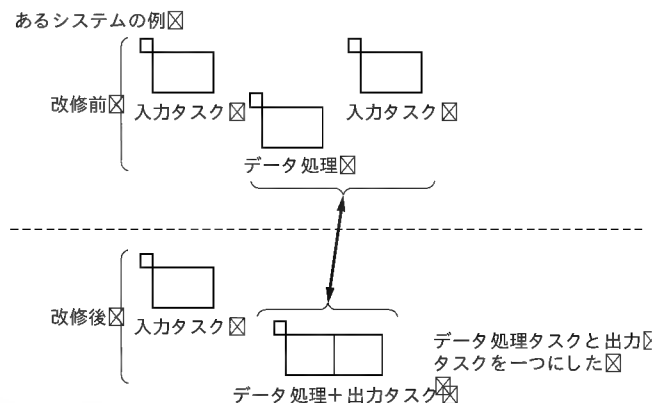 あるシステムの例
改修前
入力タスク
入力タスク
データ処理
改修後
入力タスク
データ処理タスクと出力
タスクを一つにした
データ処理+出力タスク